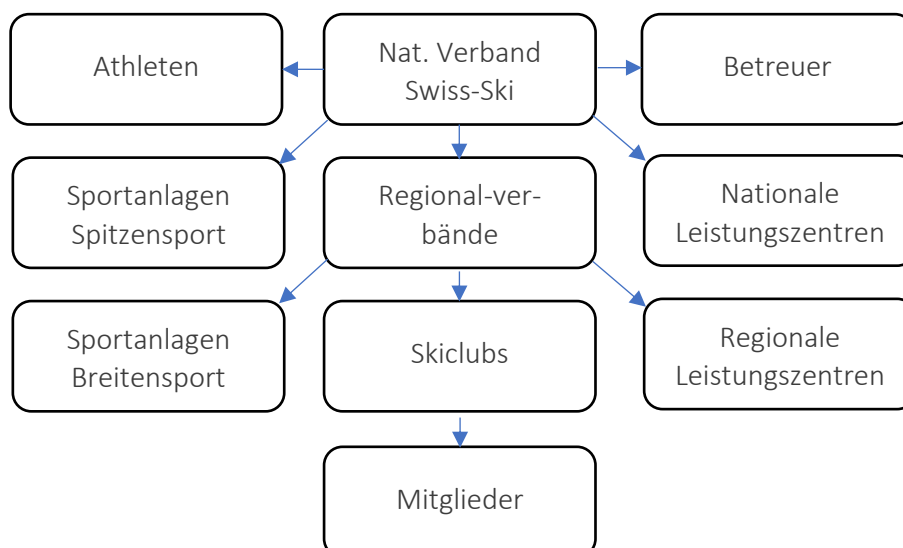 Athleten
Nat. Verband
Swiss-Ski
Betreuer
Sportanlagen
Spitzensport
Regional-ver-
bände
Nationale
Leistungszentren
Sportanlagen
Breitensport
Skiclubs
Regionale
Leistungszentren
Mitglieder